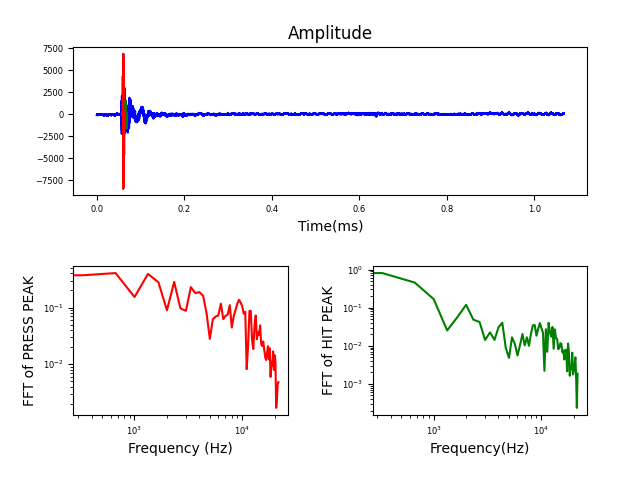 Amplitude
7500
5000
2500
0
−2500
−5000
−7500
0.0 0.2 0.4 0.6 0.8 1.0
Time(ms)
FFT of PRESS PEAK
10⁻¹
10⁻²
10³ 10⁴
Frequency (Hz)
FFT of HIT PEAK
10⁰
10⁻¹
10⁻²
10⁻³
10³ 10⁴
Frequency(Hz)